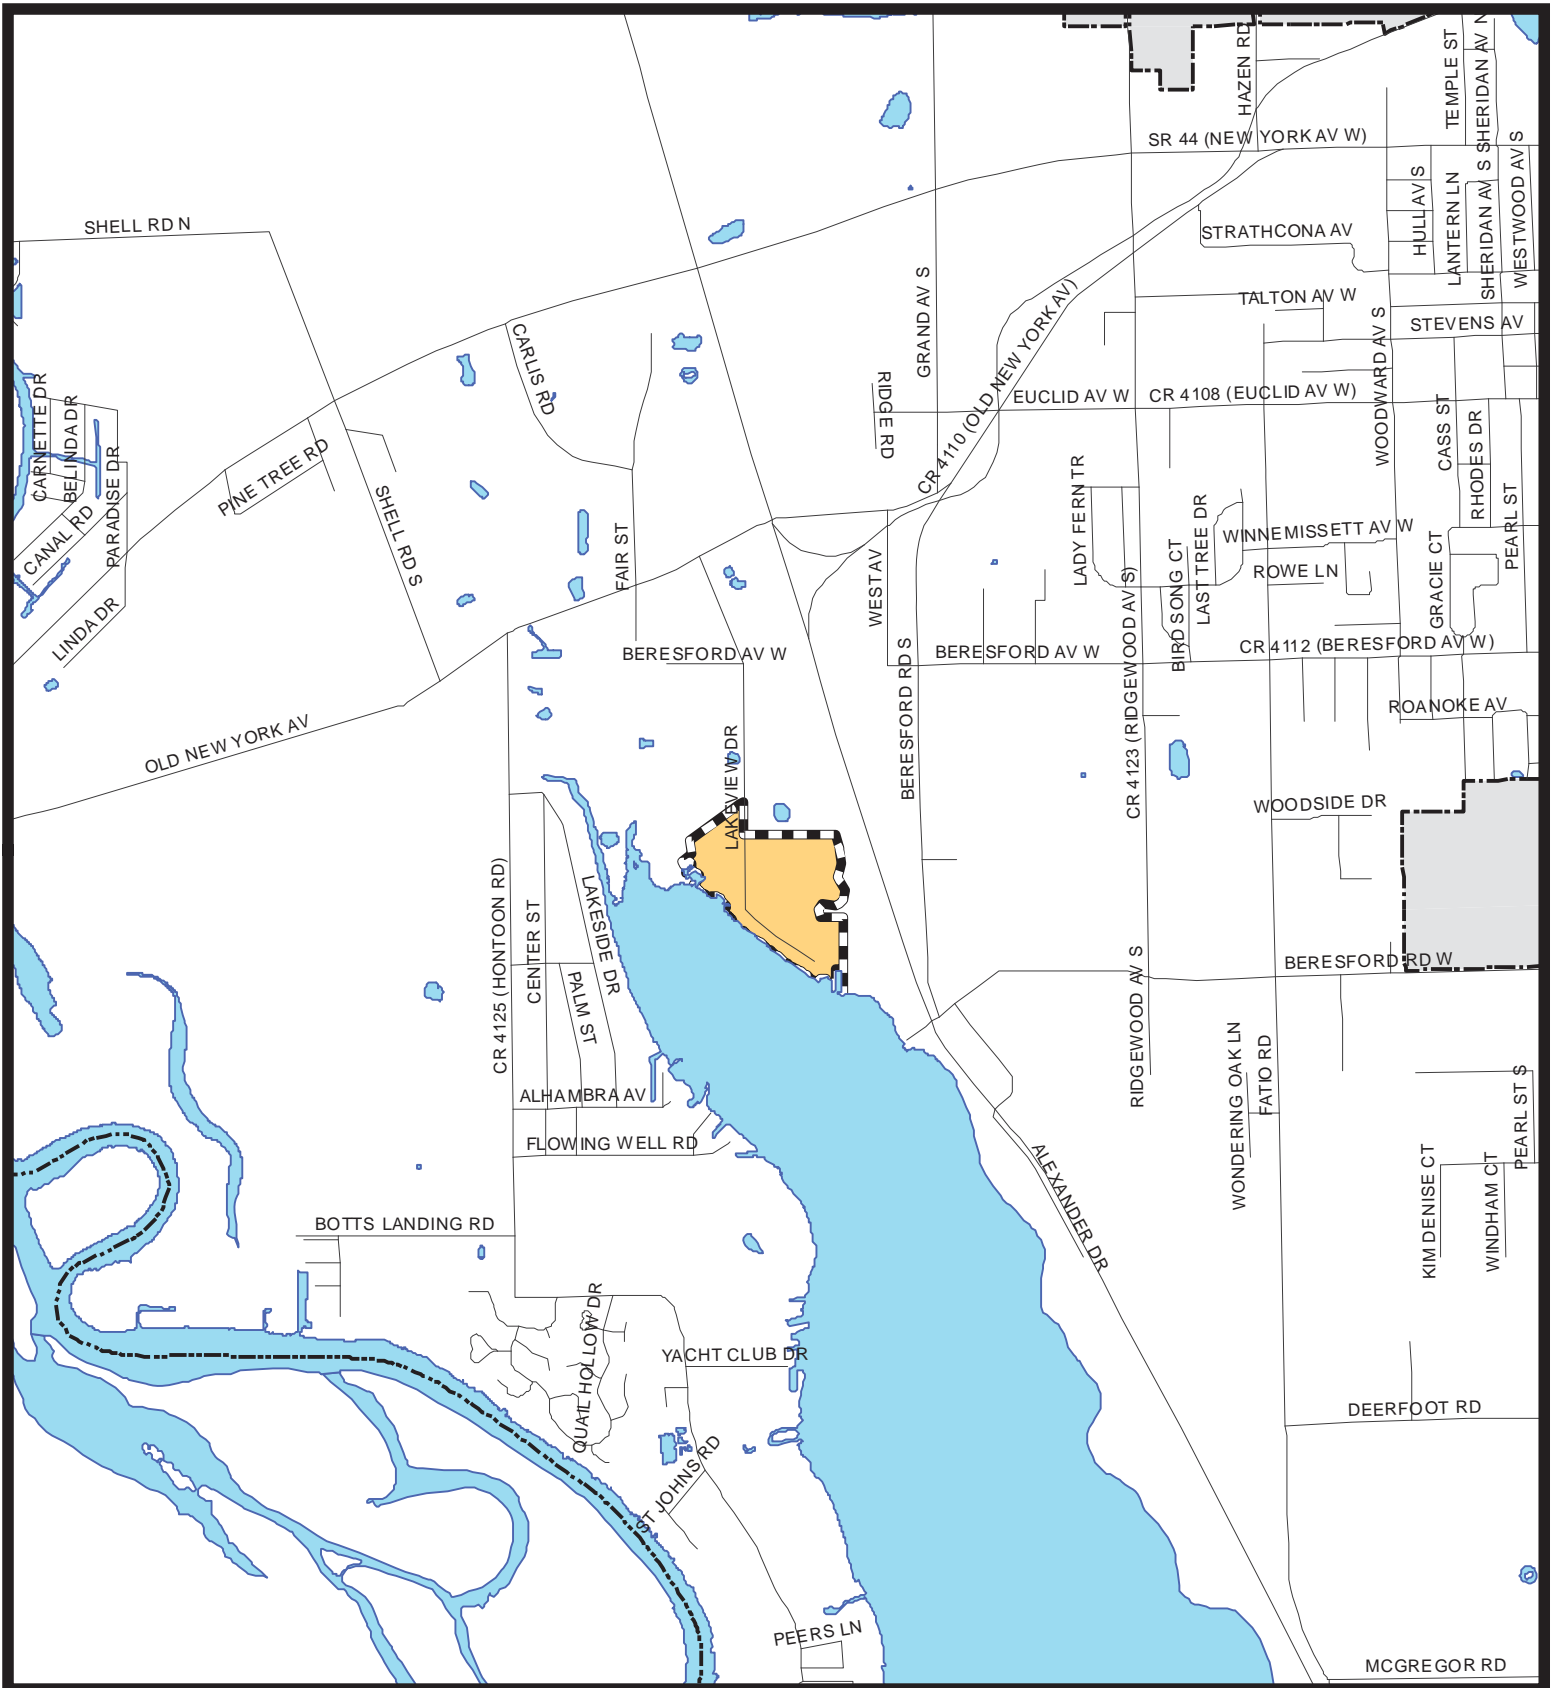 HAZEN RD
TEMPLE ST
SHERIDAN AV N
SR 44 (NEW YORK AV W)
HULL AV S
LANTERN LN
SHERIDAN AV S
WESTWOOD AV S
SHELL RD N
STRATHCONA AV
TALTON AV W
STEVENS AV
GRAND AV S
CR 4110 (OLD NEW YORK AV)
WOODWARD AV S
CARLIS RD
RIDGE RD
EUCLID AV W
CR 4108 (EUCLID AV W)
CASS ST
RHODES DR
CARNETTE DR
BELINDA DR
PARADISE DR
PINE TREE RD
SHELL RD S
CANAL RD
LINDA DR
FAIR ST
WEST AV
LADY FERN TR
LAST TREE DR
BIRD SONG CT
WINNEMISSETT AV W
ROWE LN
GRACIE CT
PEARL ST
BERESFORD AV W
BERESFORD AV W
CR 4112 (BERESFORD AV W)
BERESFORD RD S
CR 4123 (RIDGEWOOD AV S)
ROANOKE AV
OLD NEW YORK AV
LAKEVIEW DR
WOODSIDE DR
CR 4125 (HONTOON RD)
CENTER ST
LAKESIDE DR
PALM ST
BERESFORD RD W
RIDGEWOOD AV S
WONDERING OAK LN
FATIO RD
ALHAMBRA AV
FLOWING WELL RD
PEARL ST S
KIM DENISE CT
WINDHAM CT
ALEXANDER DR
BOTTS LANDING RD
QUAIL HOLLOW DR
YACHT CLUB DR
DEERFOOT RD
ST JOHNS RD
PEERS LN
MCGREGOR RD